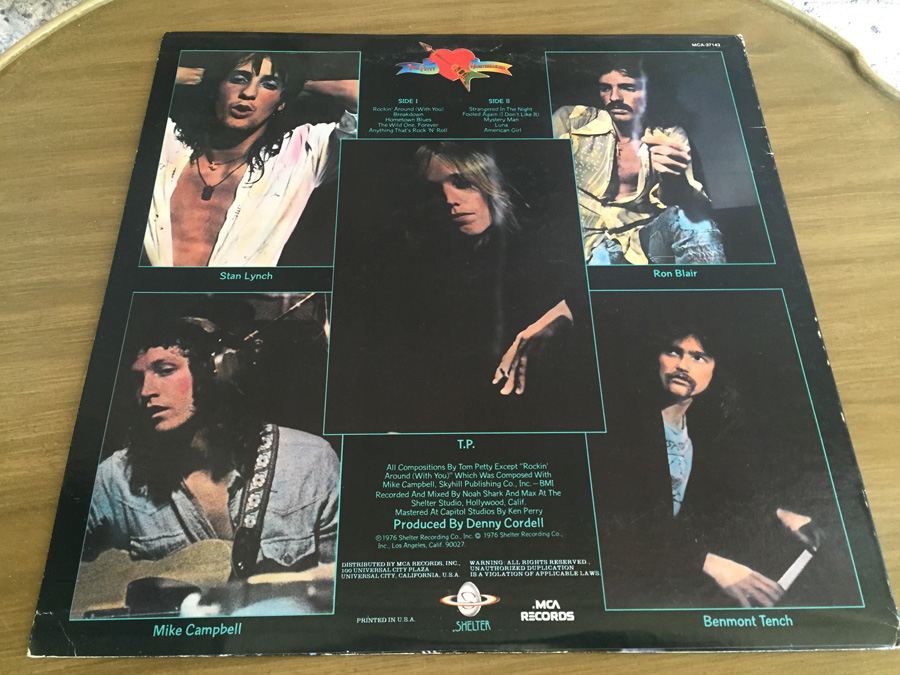 MCA-37143
SIDE I
Rockin' Around (With You)
Breakdown
Hometown Blues
The Wild One, Forever
Anything That's Rock 'N' Roll
SIDE II
Strangered In The Night
Fooled Again (I Don't Like It)
Mystery Man
Luna
American Girl
Stan Lynch
Ron Blair
T.P.
All Compositions By Tom Petty Except "Rockin'
Around (With You)" Which Was Composed With
Mike Campbell, Skyhill Publishing Co., Inc. – BMI
Recorded And Mixed By Noah Shark And Max At The
Shelter Studio, Hollywood, Calif.
Mastered At Capitol Studios By Ken Perry
Produced By Denny Cordell
Ⓟ1976 Shelter Recording Co., Inc. © 1976 Shelter Recording Co.,
Inc., Los Angeles, Calif. 90027.
DISTRIBUTED BY MCA RECORDS, INC.,
100 UNIVERSAL CITY PLAZA
UNIVERSAL CITY, CALIFORNIA, U.S.A.
WARNING: ALL RIGHTS RESERVED.,
UNAUTHORIZED DUPLICATION
IS A VIOLATION OF APPLICABLE LAWS.
PRINTED IN U.S.A.
SHELTER
MCA
RECORDS
Mike Campbell
Benmont Tench